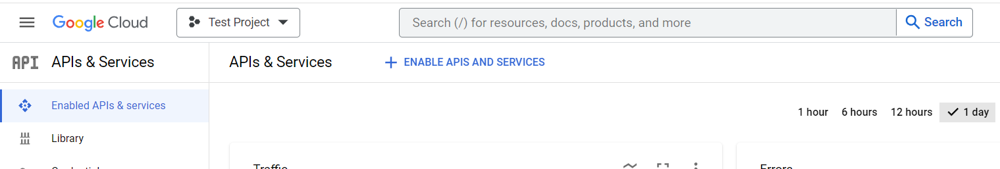 Google Cloud
Test Project
Search (/) for resources, docs, products, and more
Search
API
APIs & Services
APIs & Services
ENABLE APIS AND SERVICES
Enabled APIs & services
1 hour
6 hours
12 hours
1 day
Library
Traffic
Errors